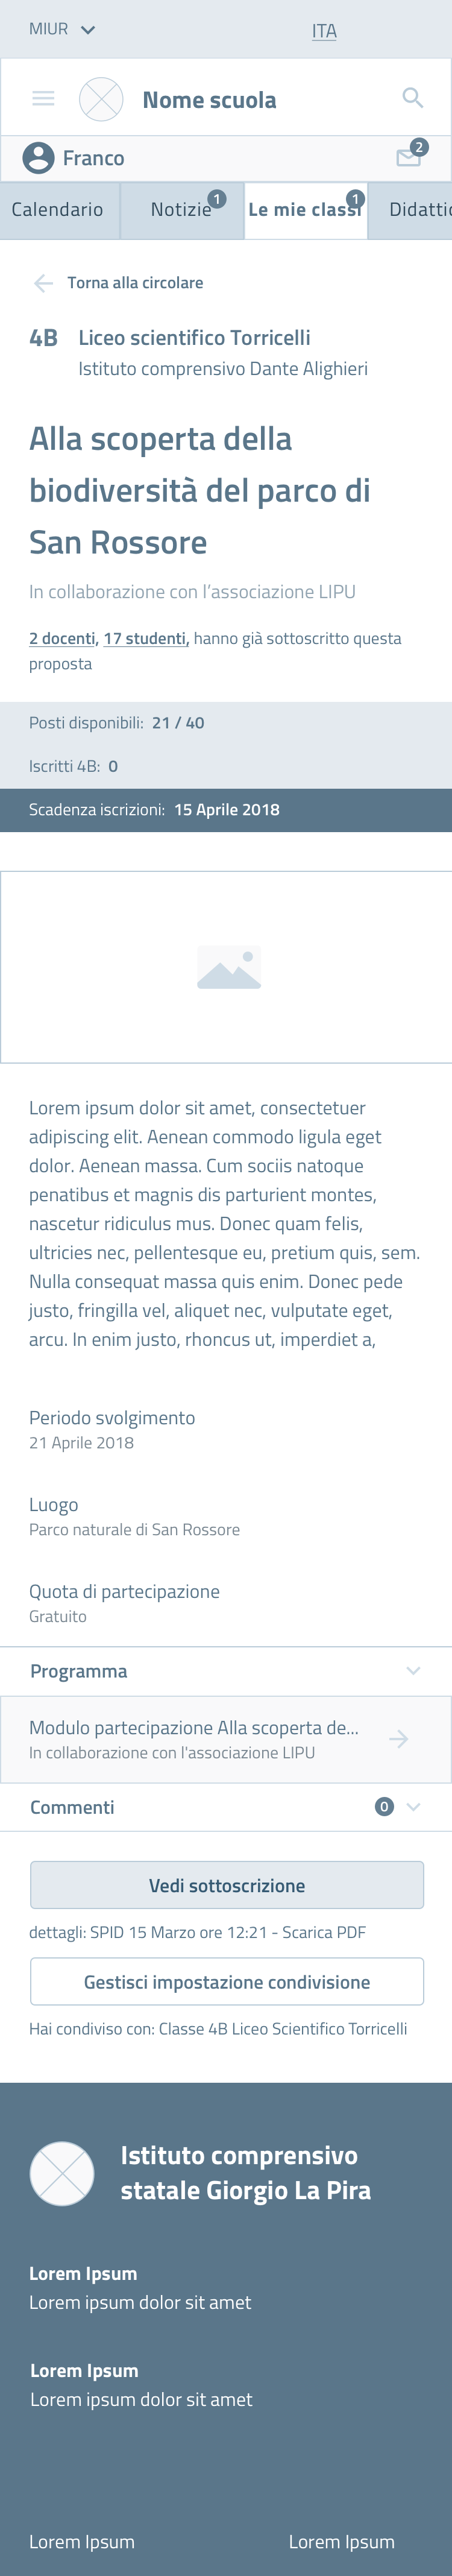 MIUR
ITA
Nome scuola
Franco
2
Calendario
Notizie
1
Le mie classi
1
Didattic
Torna alla circolare
4B Liceo scientifico Torricelli
Istituto comprensivo Dante Alighieri
Alla scoperta della
biodiversità del parco di
San Rossore
In collaborazione con l’associazione LIPU
2 docenti, 17 studenti, hanno già sottoscritto questa
proposta
Posti disponibili: 21 / 40
Iscritti 4B: 0
Scadenza iscrizioni: 15 Aprile 2018
Lorem ipsum dolor sit amet, consectetuer
adipiscing elit. Aenean commodo ligula eget
dolor. Aenean massa. Cum sociis natoque
penatibus et magnis dis parturient montes,
nascetur ridiculus mus. Donec quam felis,
ultricies nec, pellentesque eu, pretium quis, sem.
Nulla consequat massa quis enim. Donec pede
justo, fringilla vel, aliquet nec, vulputate eget,
arcu. In enim justo, rhoncus ut, imperdiet a,
Periodo svolgimento
21 Aprile 2018
Luogo
Parco naturale di San Rossore
Quota di partecipazione
Gratuito
Programma
Modulo partecipazione Alla scoperta de...
In collaborazione con l'associazione LIPU
Commenti 0
Vedi sottoscrizione
dettagli: SPID 15 Marzo ore 12:21 - Scarica PDF
Gestisci impostazione condivisione
Hai condiviso con: Classe 4B Liceo Scientifico Torricelli
Istituto comprensivo
statale Giorgio La Pira
Lorem Ipsum
Lorem ipsum dolor sit amet
Lorem Ipsum
Lorem ipsum dolor sit amet
Lorem Ipsum
Lorem Ipsum